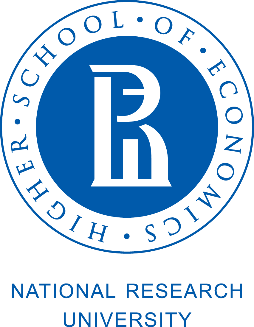 HIGHER · SCHOOL · OF · ECONOMICS ·
NATIONAL RESEARCH
UNIVERSITY